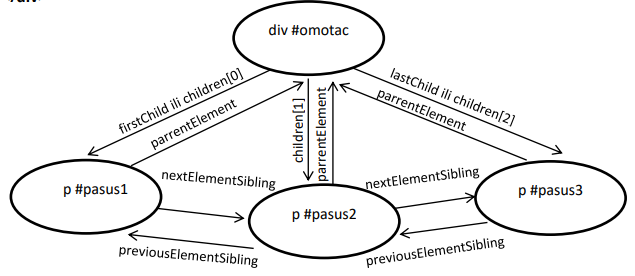 div #omotac
firstChild ili children[0]
parrentElement
children[1]
parrentElement
lastChild ili children[2]
parrentElement
p #pasus1
nextElementSibling
p #pasus2
nextElementSibling
p #pasus3
previousElementSibling
previousElementSibling